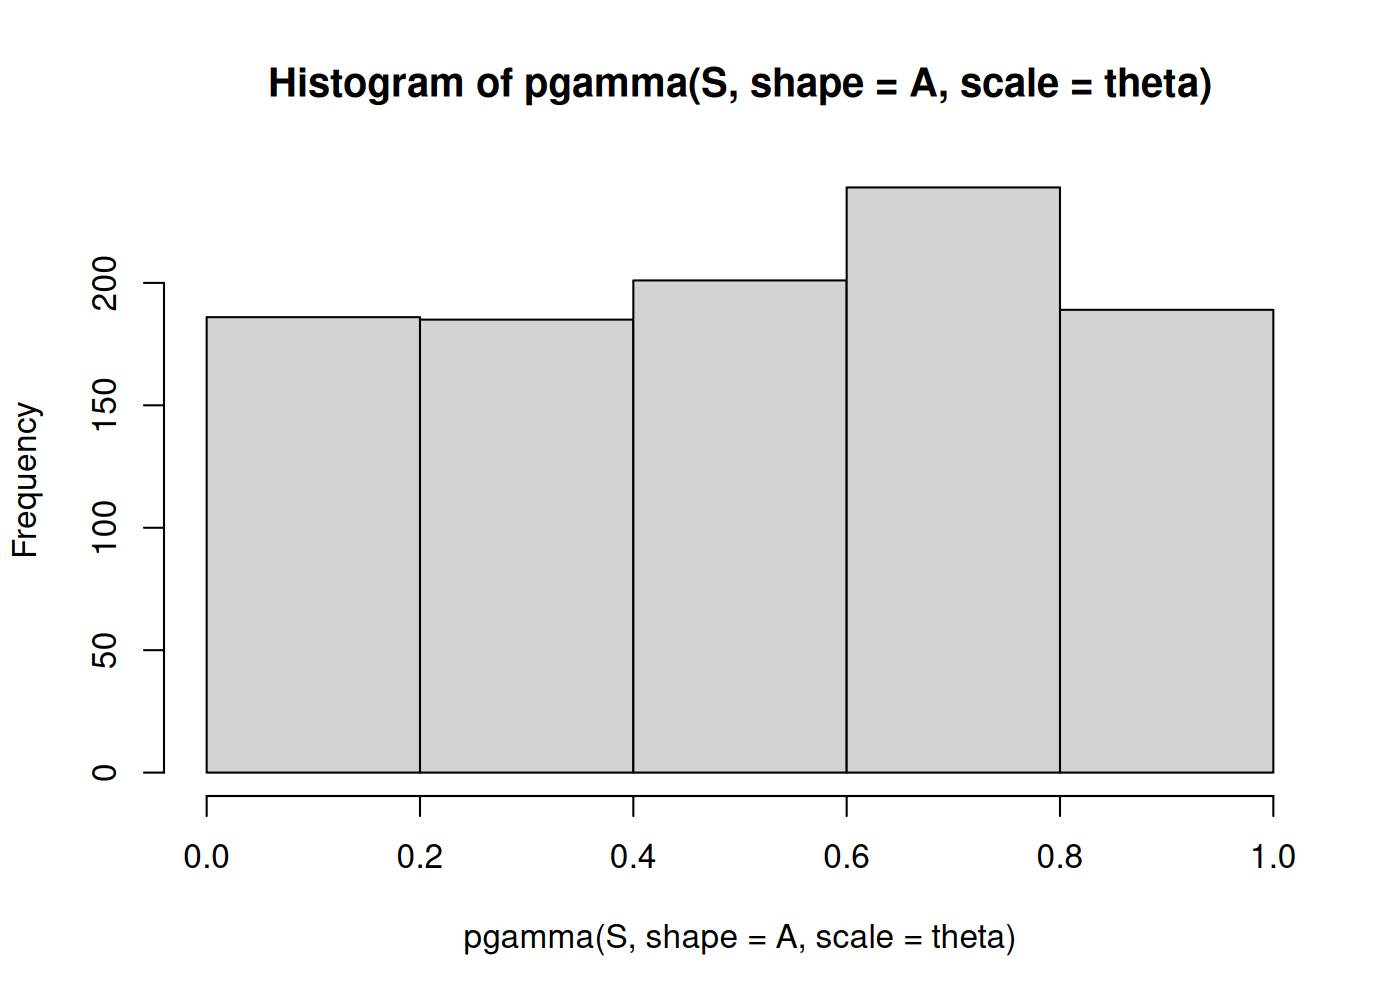 Histogram of pgamma(S, shape = A, scale = theta)
Frequency
200
150
100
50
0
0.0 0.2 0.4 0.6 0.8 1.0
pgamma(S, shape = A, scale = theta)